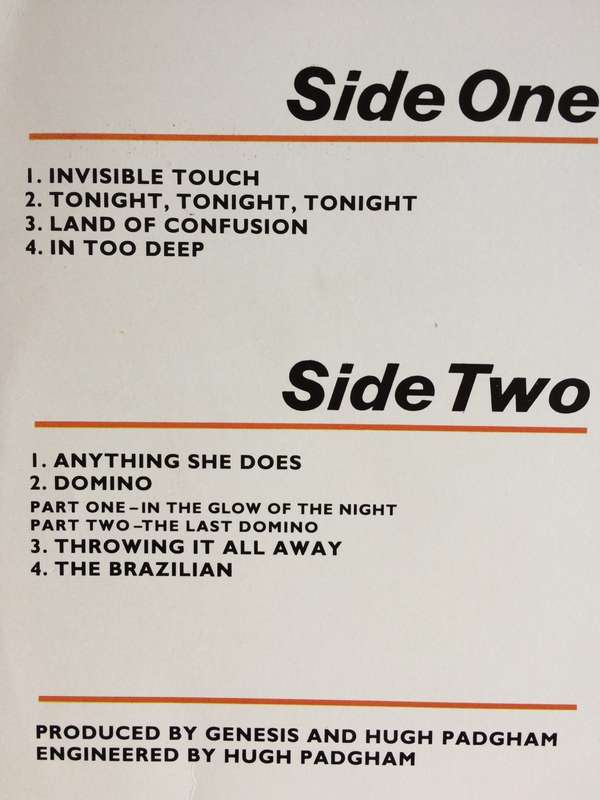 Side One
1. INVISIBLE TOUCH
2. TONIGHT, TONIGHT, TONIGHT
3. LAND OF CONFUSION
4. IN TOO DEEP
Side Two
1. ANYTHING SHE DOES
2. DOMINO
PART ONE–IN THE GLOW OF THE NIGHT
PART TWO–THE LAST DOMINO
3. THROWING IT ALL AWAY
4. THE BRAZILIAN
PRODUCED BY GENESIS AND HUGH PADGHAM
ENGINEERED BY HUGH PADGHAM